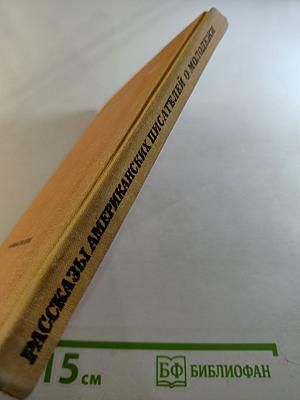 РАССКАЗЫ АМЕРИКАНСКИХ ПИСАТЕЛЕЙ О МОЛОДЕЖИ
15 см
БФ БИБЛИОФАН